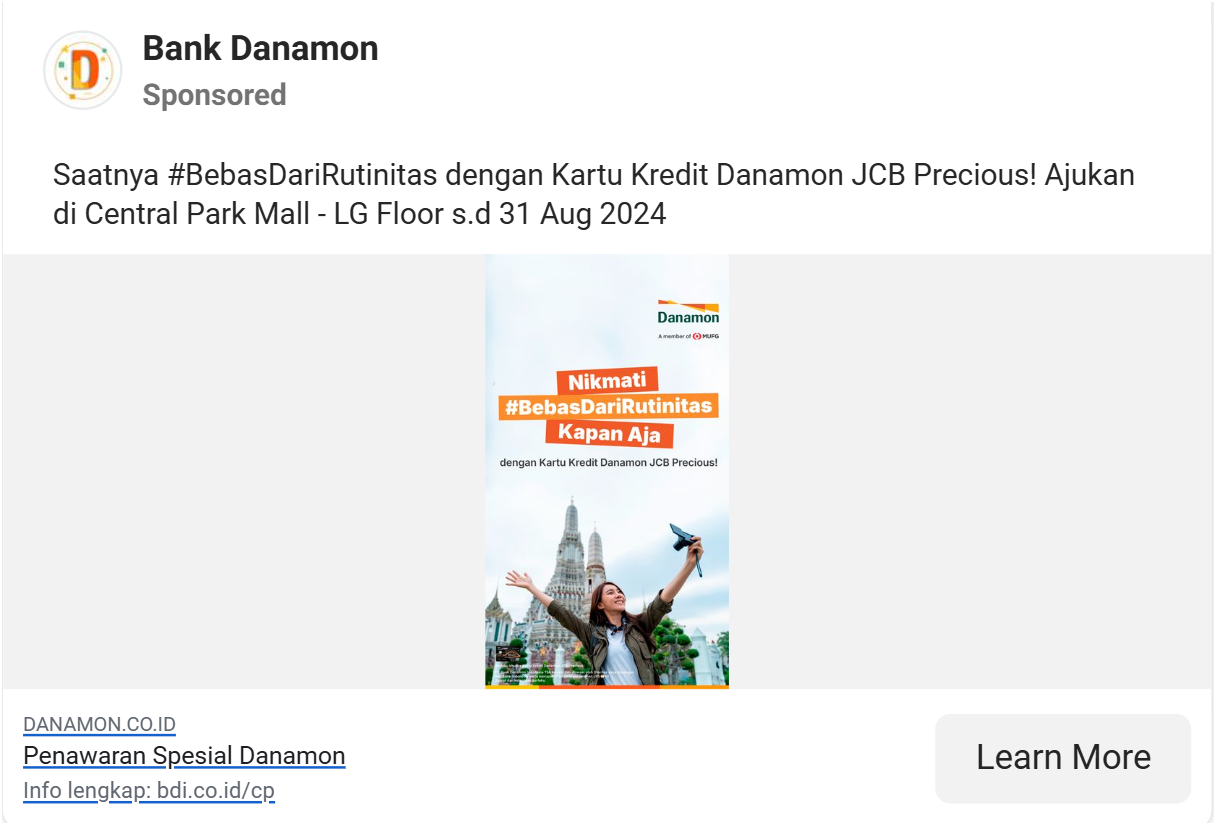 D
Bank Danamon
Sponsored
Saatnya #BebasDariRutinitas dengan Kartu Kredit Danamon JCB Precious! Ajukan
di Central Park Mall - LG Floor s.d 31 Aug 2024
Danamon
A member of MUFG
Nikmati
#BebasDariRutinitas
Kapan Aja
dengan Kartu Kredit Danamon JCB Precious!
DANAMON.CO.ID
Penawaran Spesial Danamon
Info lengkap: bdi.co.id/cp
Learn More